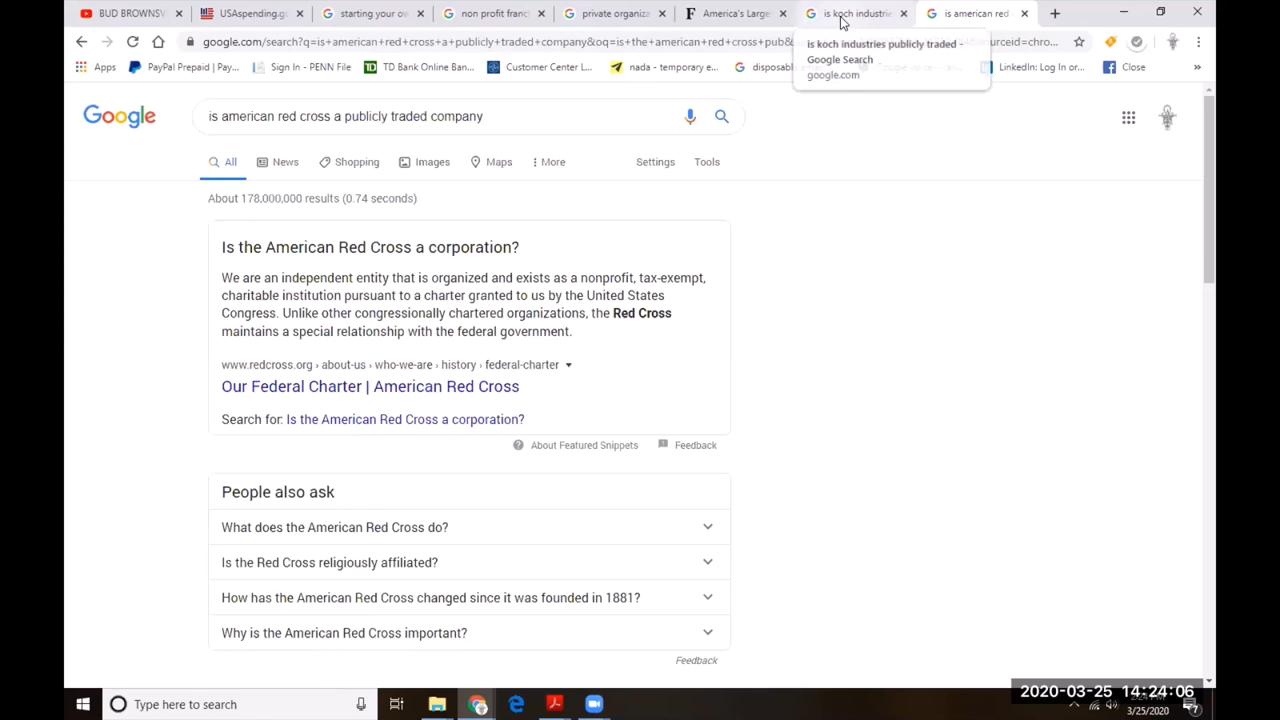 BUD BROWNSV
USAspending.go
starting your ov
non profit franc
private organiza
America's Large
is koch industrie
is american red
google.com/search?q=is+american+red+cross+a+publicly+traded+company&oq=is+the+american+red+cross+pub
sourceid=chro...
is koch industries publicly traded -
Google Search
google.com
Apps
PayPal Prepaid | Pay...
Sign In - PENN File
TD Bank Online Ban...
Customer Center L...
nada - temporary e...
disposable
LinkedIn: Log In or...
Close
»
Google
is american red cross a publicly traded company
All
News
Shopping
Images
Maps
More
Settings
Tools
About 178,000,000 results (0.74 seconds)
Is the American Red Cross a corporation?
We are an independent entity that is organized and exists as a nonprofit, tax-exempt,
charitable institution pursuant to a charter granted to us by the United States
Congress. Unlike other congressionally chartered organizations, the Red Cross
maintains a special relationship with the federal government.
www.redcross.org › about-us › who-we-are › history › federal-charter
Our Federal Charter | American Red Cross
Search for: Is the American Red Cross a corporation?
About Featured Snippets
Feedback
People also ask
What does the American Red Cross do?
Is the Red Cross religiously affiliated?
How has the American Red Cross changed since it was founded in 1881?
Why is the American Red Cross important?
Feedback
Type here to search
2020-03-25 14:24:06
3/25/2020